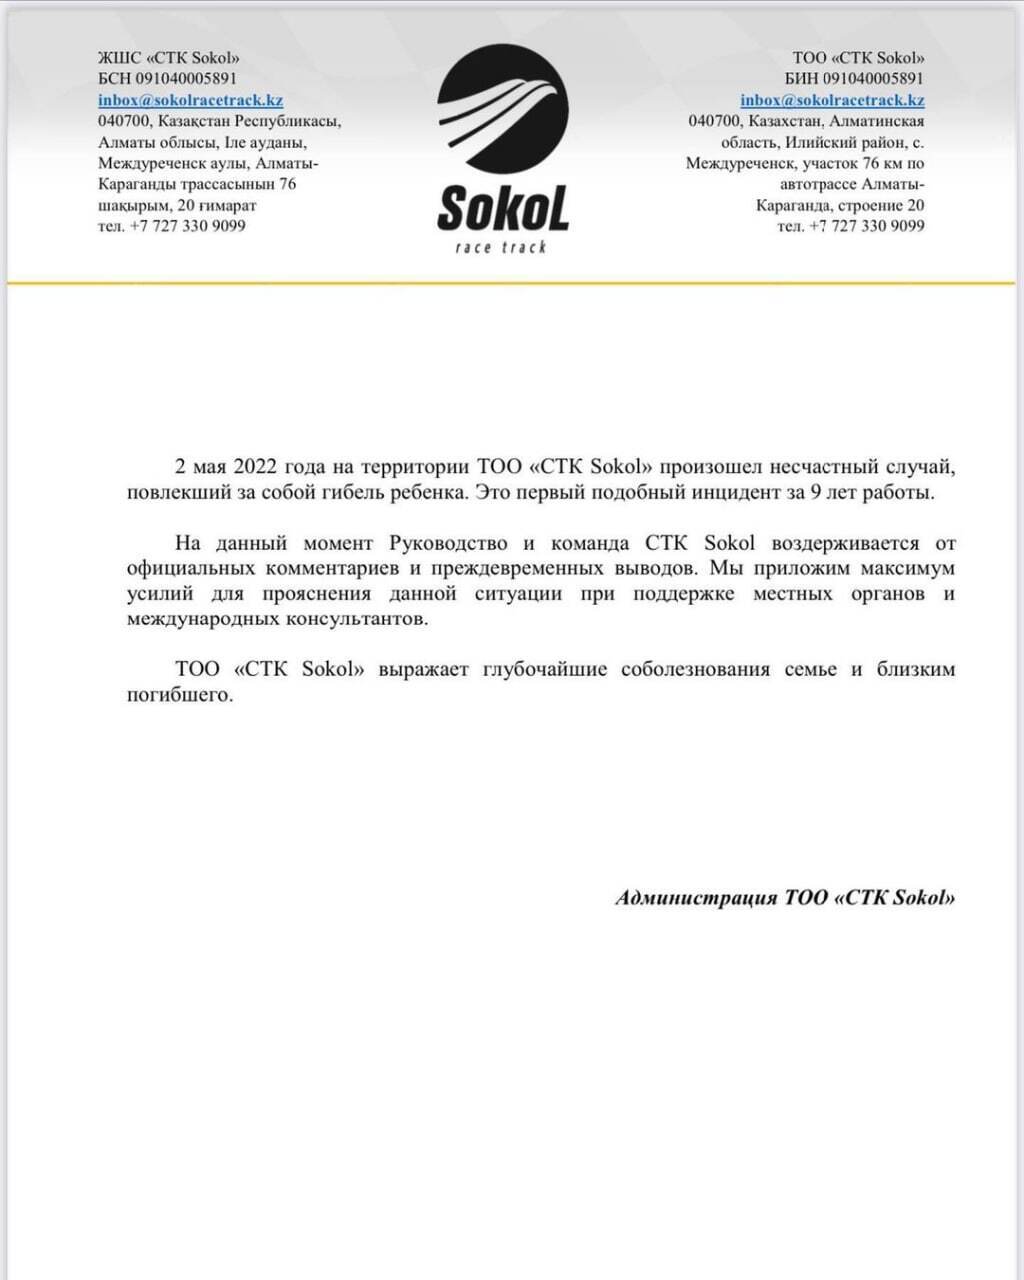 ЖШС «СТК Sokol»
БСН 091040005891
inbox@sokolracetrack.kz
040700, Казақстан Республикасы,
Алматы облысы, Іле ауданы,
Междуреченск аулы, Алматы-
Караганды трассасынын 76
шақырым, 20 ғимарат
тел. +7 727 330 9099
Sokol
race track
ТОО «СТК Sokol»
БИН 091040005891
inbox@sokolracetrack.kz
040700, Казахстан, Алматинская
область, Илийский район, с.
Междуреченск, участок 76 км по
автотрассе Алматы-
Караганда, строение 20
тел. +7 727 330 9099
2 мая 2022 года на территории ТОО «СТК Sokol» произошел несчастный случай,
повлекший за собой гибель ребенка. Это первый подобный инцидент за 9 лет работы.
На данный момент Руководство и команда СТК Sokol воздерживается от
официальных комментариев и преждевременных выводов. Мы приложим максимум
усилий для прояснения данной ситуации при поддержке местных органов и
международных консультантов.
ТОО «СТК Sokol» выражает глубочайшие соболезнования семье и близким
погибшего.
Администрация ТОО «СТК Sokol»